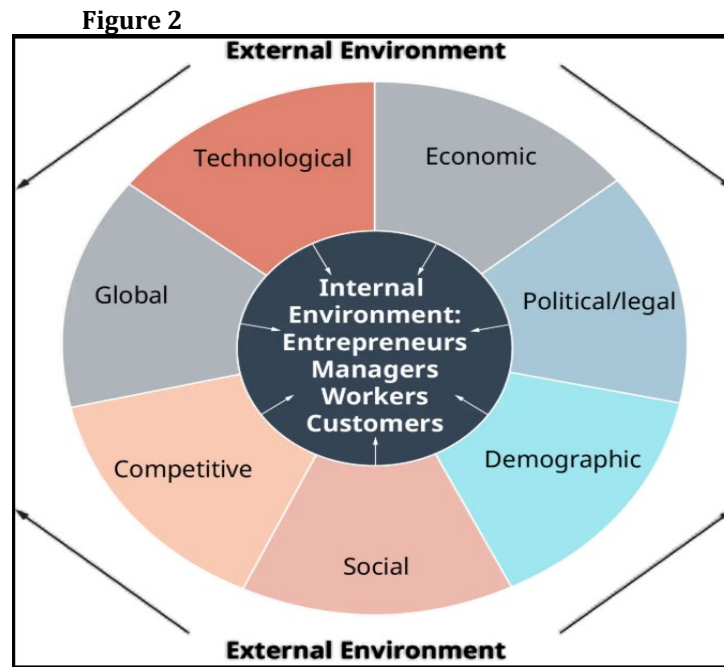 Figure 2
External Environment
Technological
Economic
Global
Political/legal
Internal
Environment:
Entrepreneurs
Managers
Workers
Customers
Competitive
Demographic
Social
External Environment